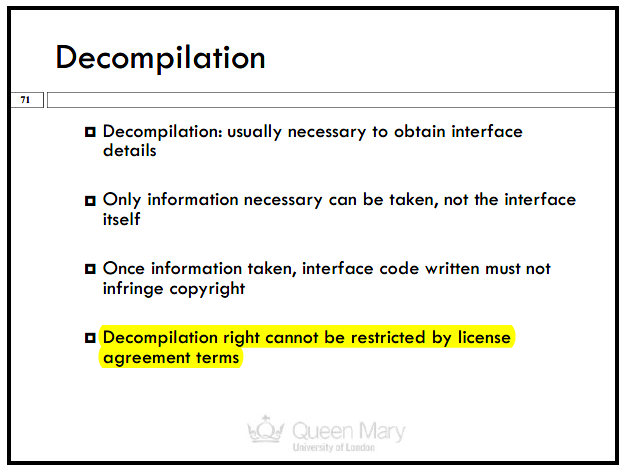 Decompilation
71
Decompilation: usually necessary to obtain interface
details
Only information necessary can be taken, not the interface
itself
Once information taken, interface code written must not
infringe copyright
Decompilation right cannot be restricted by license
agreement terms
Queen Mary
University of London